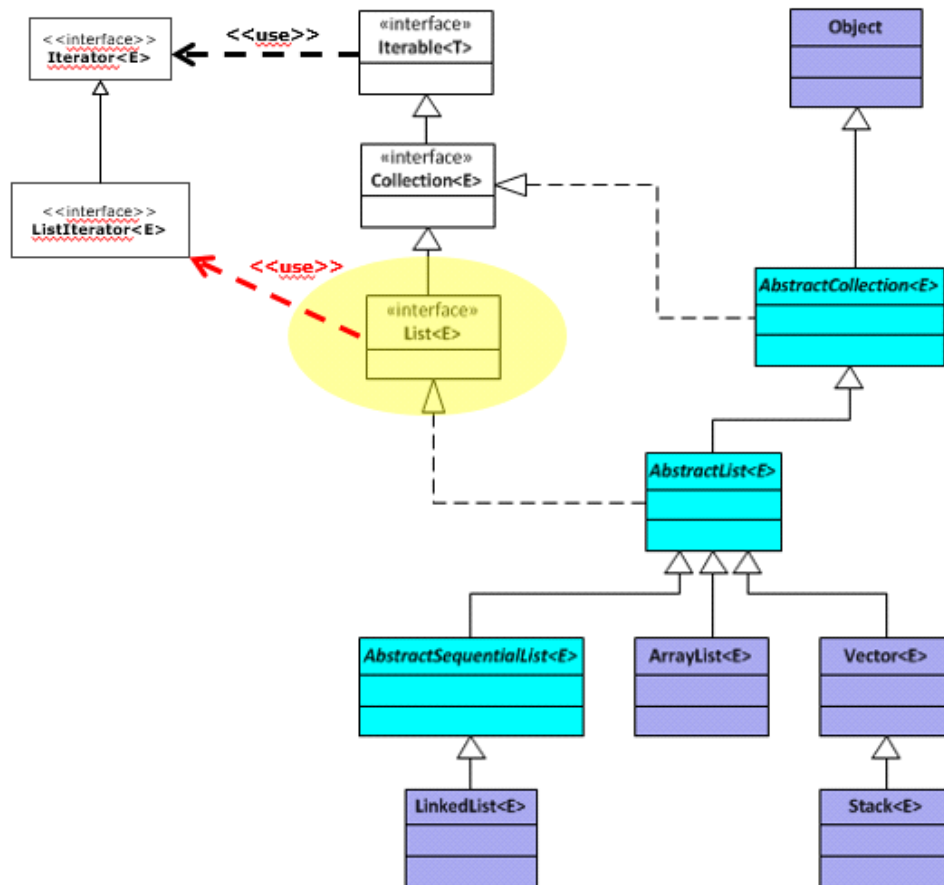 <<interface>>
Iterator<E>
<<use>>
«interface»
Iterable<T>
Object
«interface»
Collection<E>
<<interface>>
ListIterator<E>
<<use>>
«interface»
List<E>
AbstractCollection<E>
AbstractList<E>
AbstractSequentialList<E>
ArrayList<E>
Vector<E>
LinkedList<E>
Stack<E>